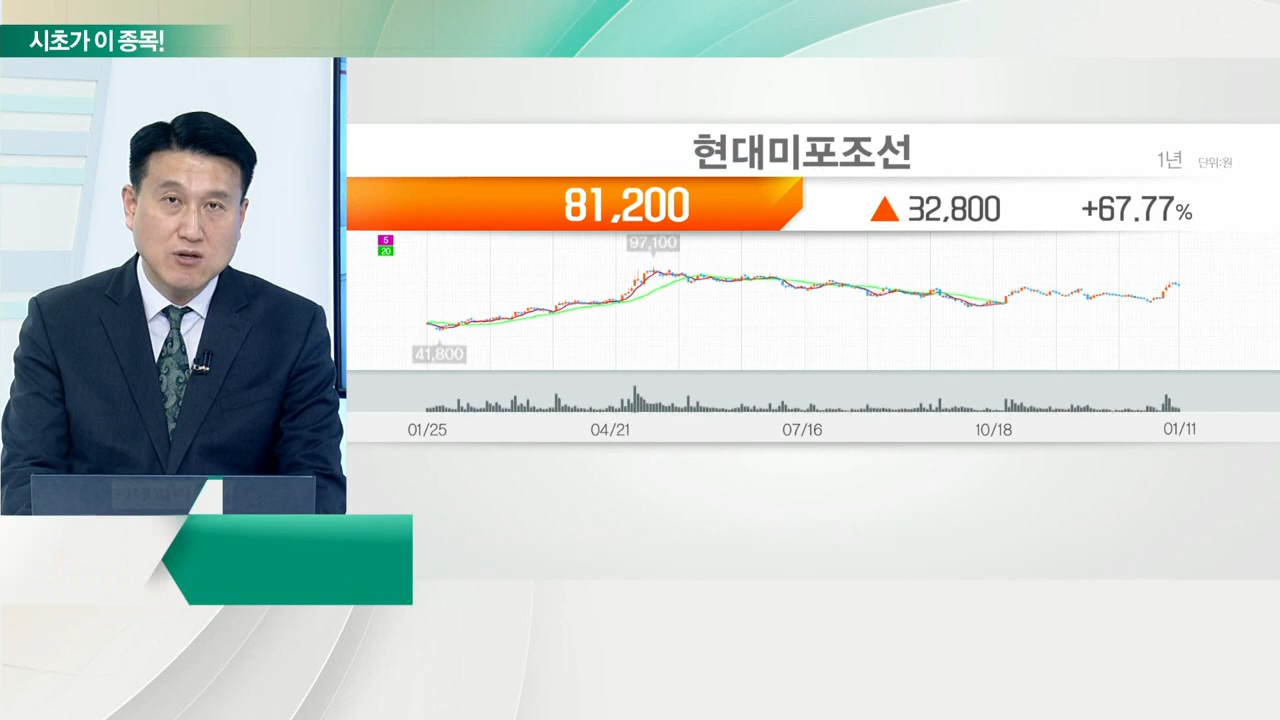 시초가 이 종목!
현대미포조선
1년 단위:원
81,200 ▲ 32,800 +67.77%
5
20
97,100
41,800
01/25 04/21 07/16 10/18 01/11